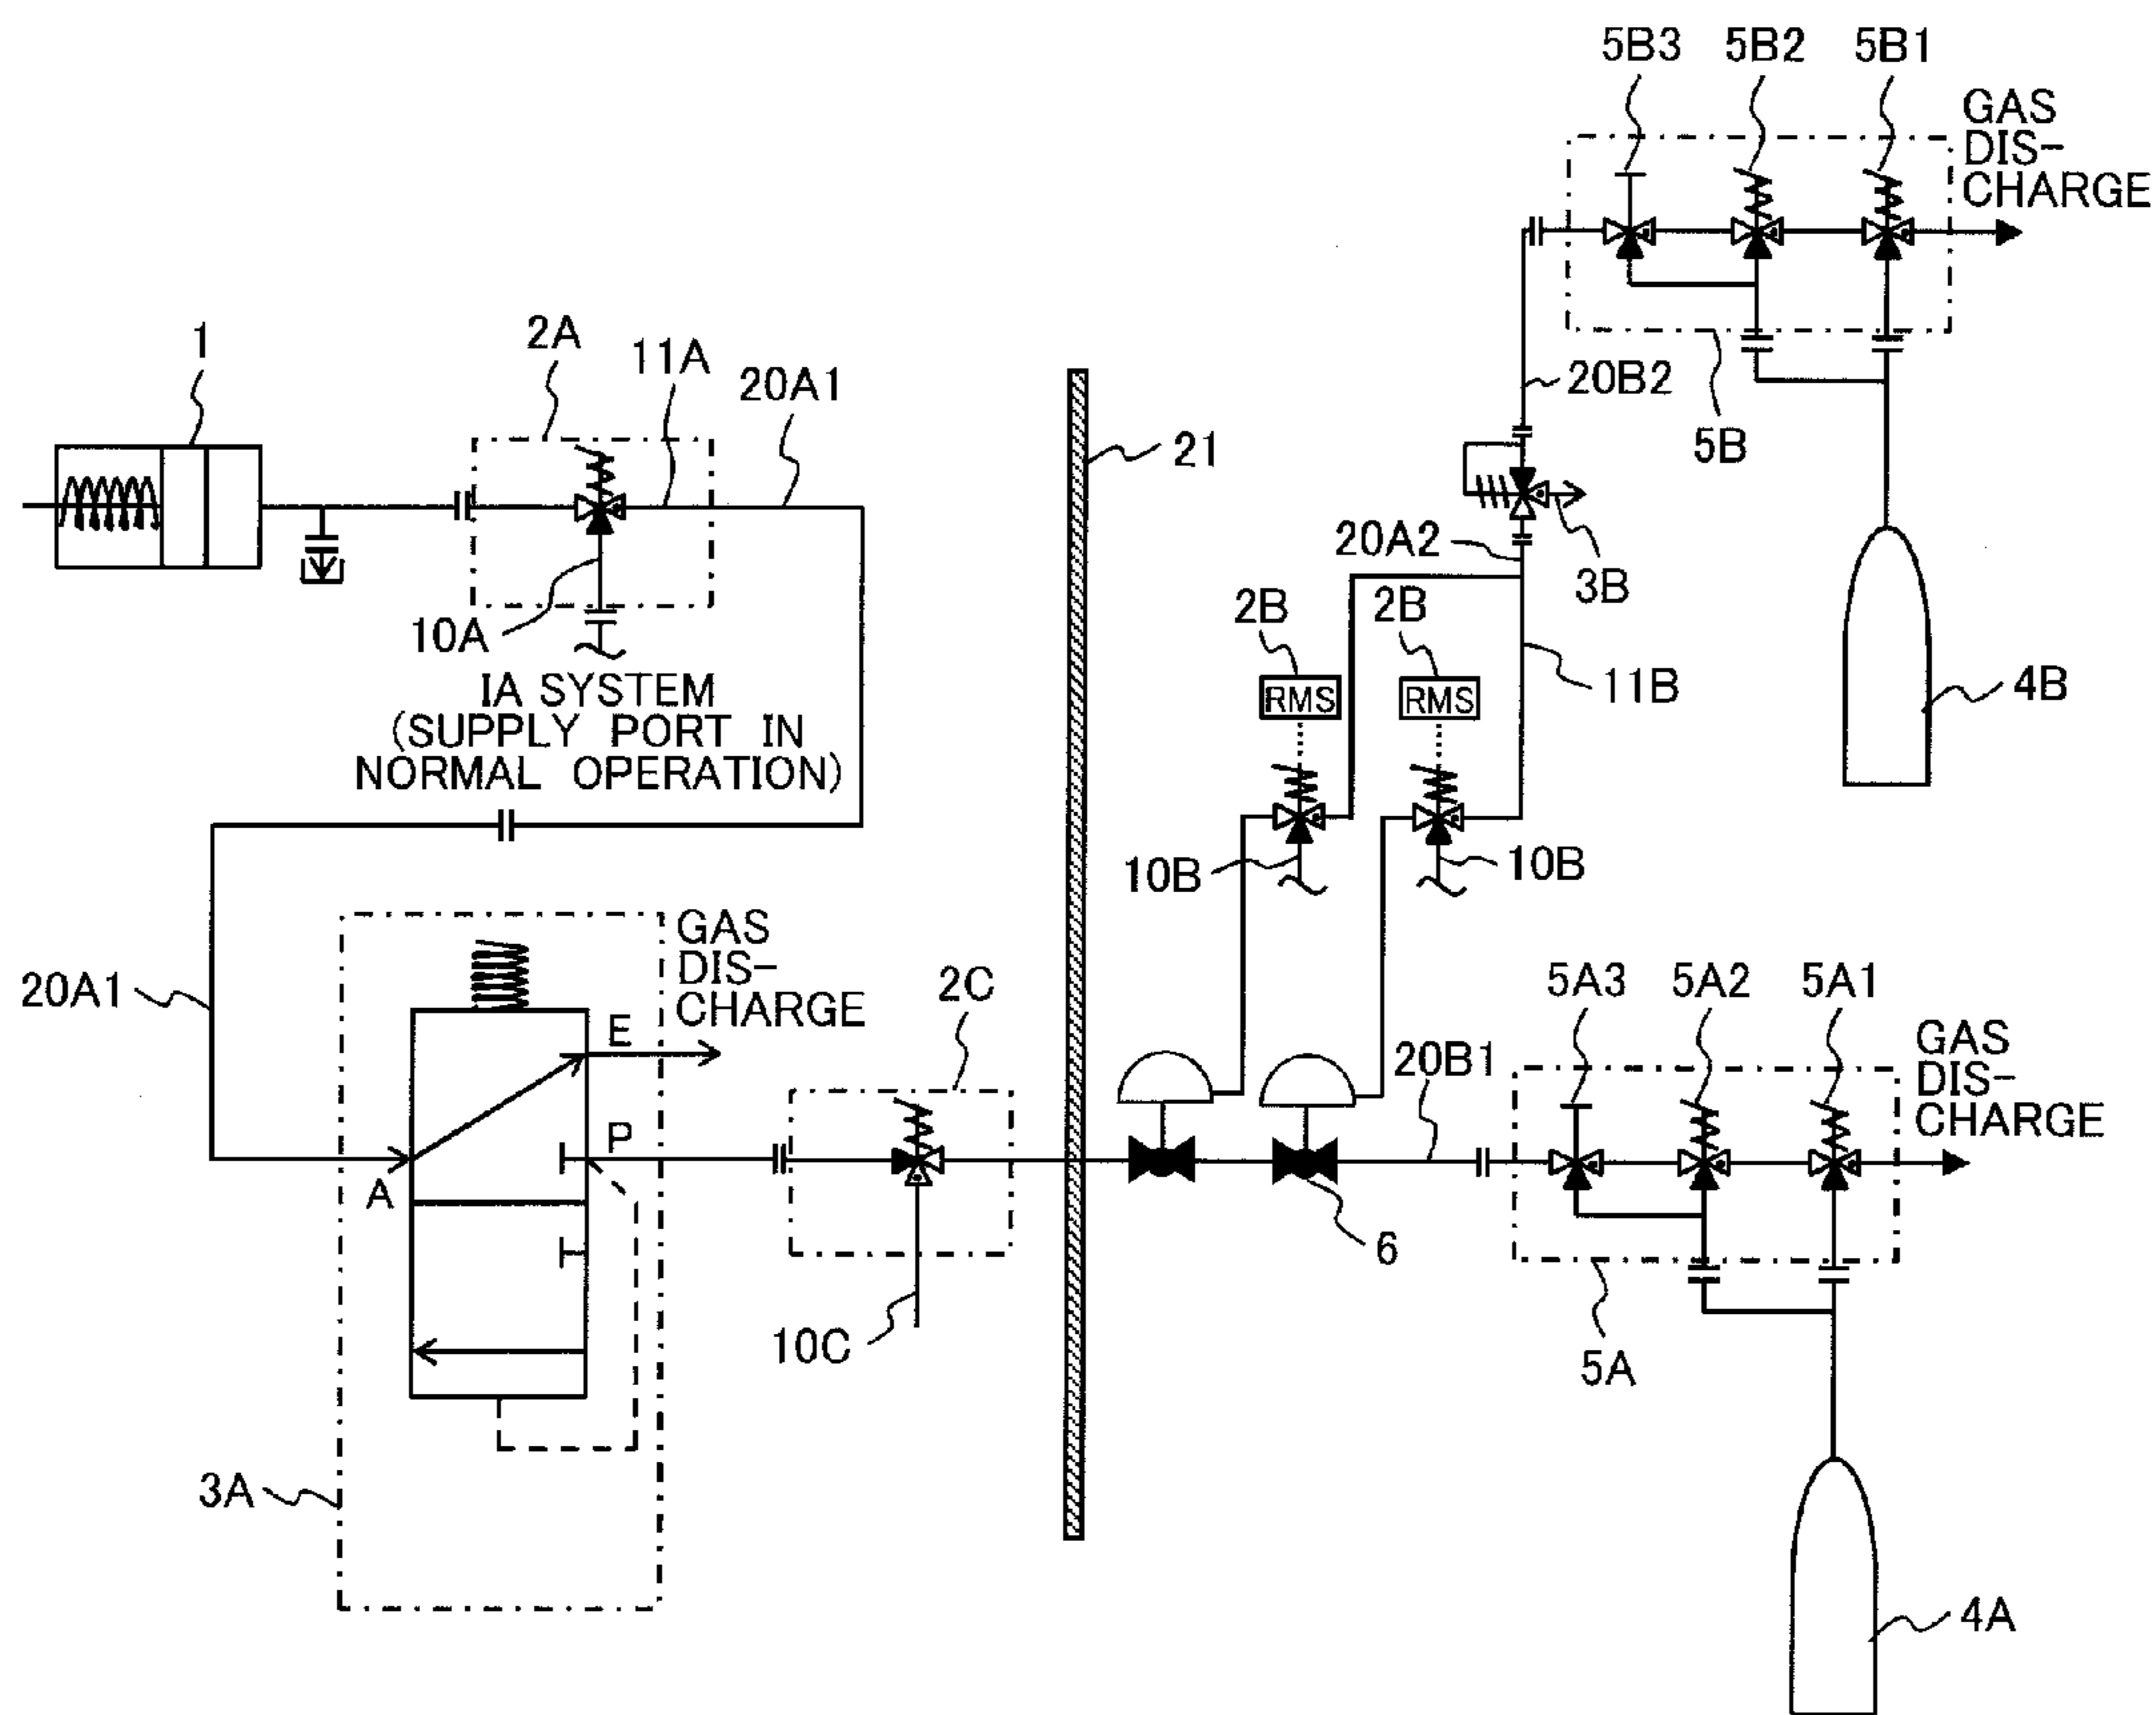 5B3 5B2 5B1
GAS
DIS-
CHARGE
1
2A
11A
20A1
21
20B2
5B
20A2
3B
10A
2B
2B
RMS
RMS
11B
4B
IA SYSTEM
(SUPPLY PORT IN
NORMAL OPERATION)
10B
10B
GAS
DIS-
CHARGE
20A1
2C
5A3 5A2 5A1
E
GAS
DIS-
CHARGE
20B1
P
A
6
10C
5A
3A
4A